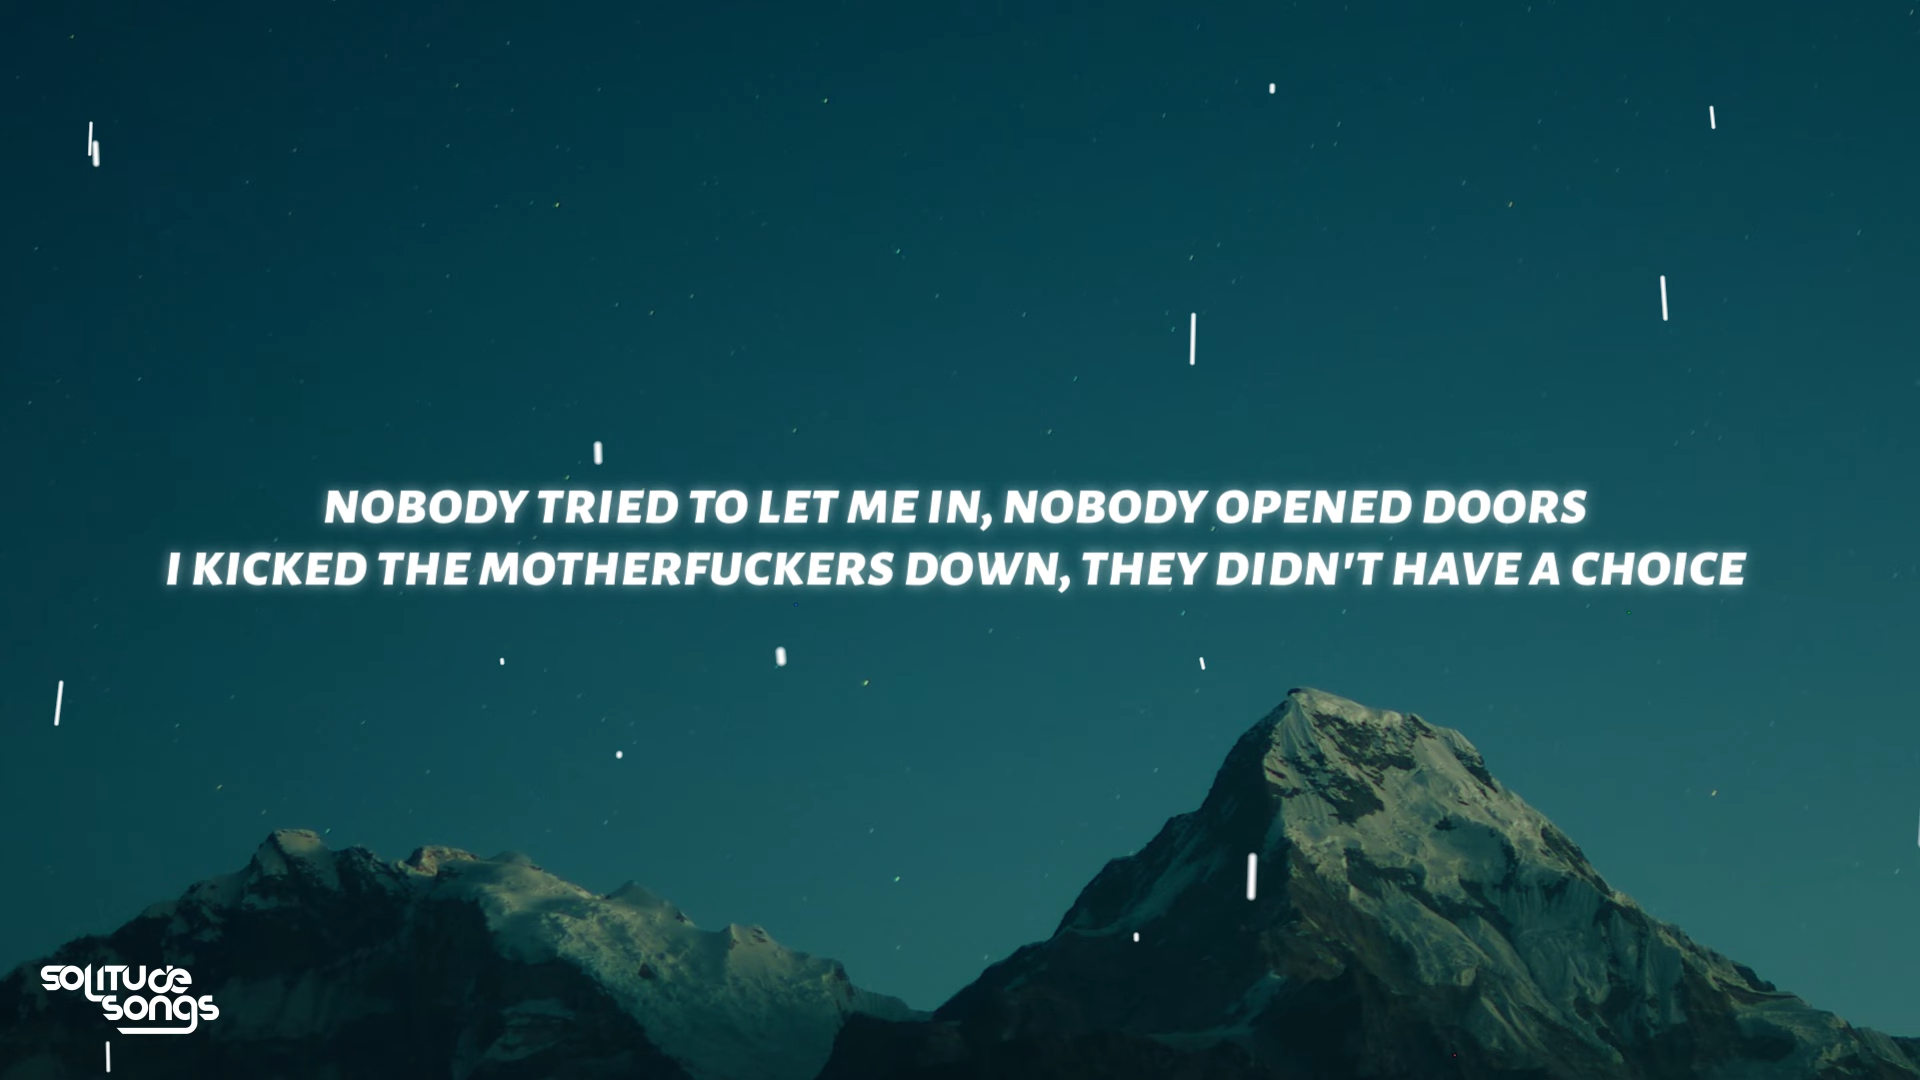 NOBODY TRIED TO LET ME IN, NOBODY OPENED DOORS
I KICKED THE MOTHERFUCKERS DOWN, THEY DIDN'T HAVE A CHOICE
SOLITUDE
SONGS